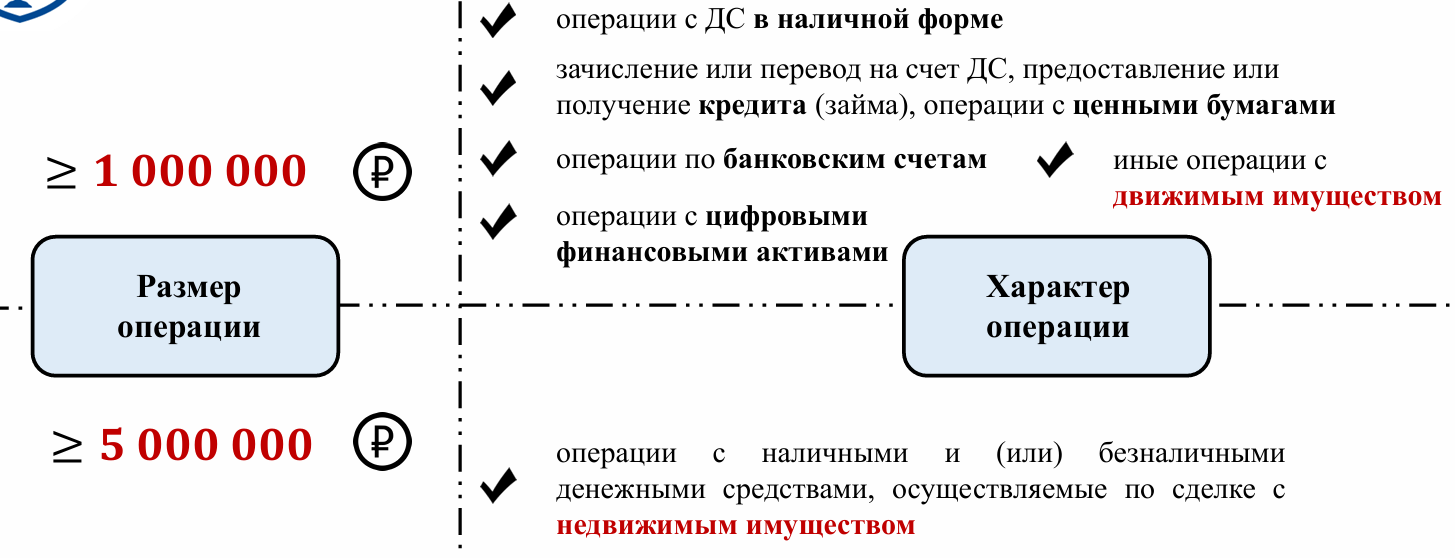 операции с ДС в наличной форме
зачисление или перевод на счет ДС, предоставление или
получение кредита (займа), операции с ценными бумагами
≥ 1 000 000 ₽
операции по банковским счетам
иные операции с
движимым имуществом
операции с цифровыми
финансовыми активами
Размер
операции
Характер
операции
≥ 5 000 000 ₽
операции с наличными и (или) безналичными
денежными средствами, осуществляемые по сделке с
недвижимым имуществом